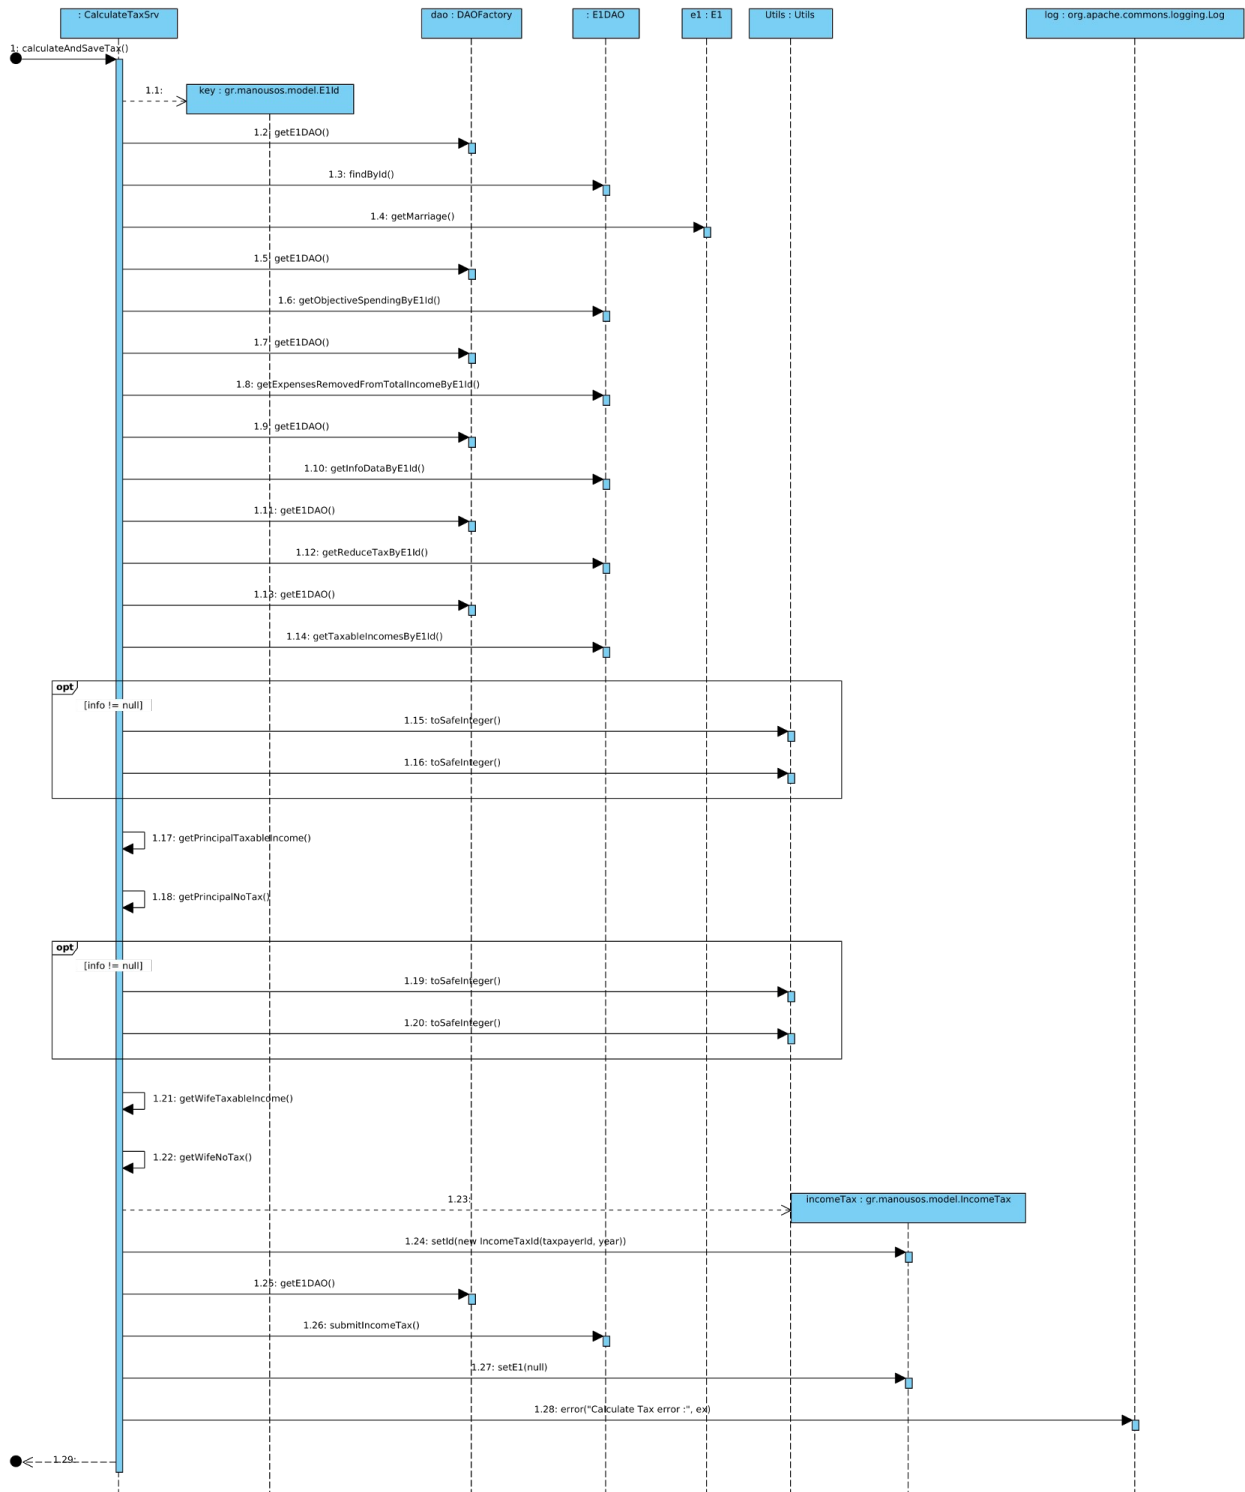 : CalculateTaxSrv
dao : DAOFactory
: E1DAO
e1 : E1
Utils : Utils
log : org.apache.commons.logging.Log
1: calculateAndSaveTax()
1.1:
key : gr.manousos.model.E1Id
1.2: getE1DAO()
1.3: findById()
1.4: getMarriage()
1.5: getE1DAO()
1.6: getObjectiveSpendingByE1Id()
1.7: getE1DAO()
1.8: getExpensesRemovedFromTotalIncomeByE1Id()
1.9: getE1DAO()
1.10: getInfoDataByE1Id()
1.11: getE1DAO()
1.12: getReduceTaxByE1Id()
1.13: getE1DAO()
1.14: getTaxableIncomesByE1Id()
opt
[info != null]
1.15: toSafeInteger()
1.16: toSafeInteger()
1.17: getPrincipalTaxableIncome()
1.18: getPrincipalNoTax()
opt
[info != null]
1.19: toSafeInteger()
1.20: toSafeInteger()
1.21: getWifeTaxableIncome()
1.22: getWifeNoTax()
1.23:
incomeTax : gr.manousos.model.IncomeTax
1.24: setId(new IncomeTaxId(taxpayerId, year))
1.25: getE1DAO()
1.26: submitIncomeTax()
1.27: setE1(null)
1.28: error("Calculate Tax error :", ex)
1.29: